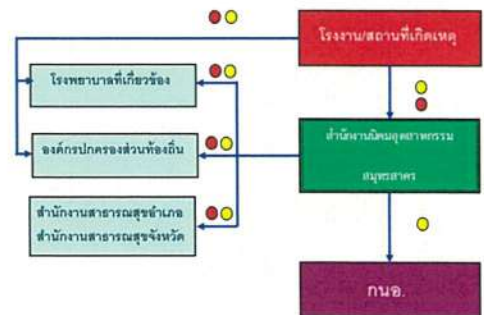 โรงงาน/สถานที่เกิดเหตุ
โรงพยาบาลที่เกี่ยวข้อง
องค์กรปกครองส่วนท้องถิ่น
สำนักงานสาธารณสุขอำเภอ
สำนักงานสาธารณสุขจังหวัด
สำนักงานนิคมอุตสาหกรรม
สมุทรสาคร
กนอ.